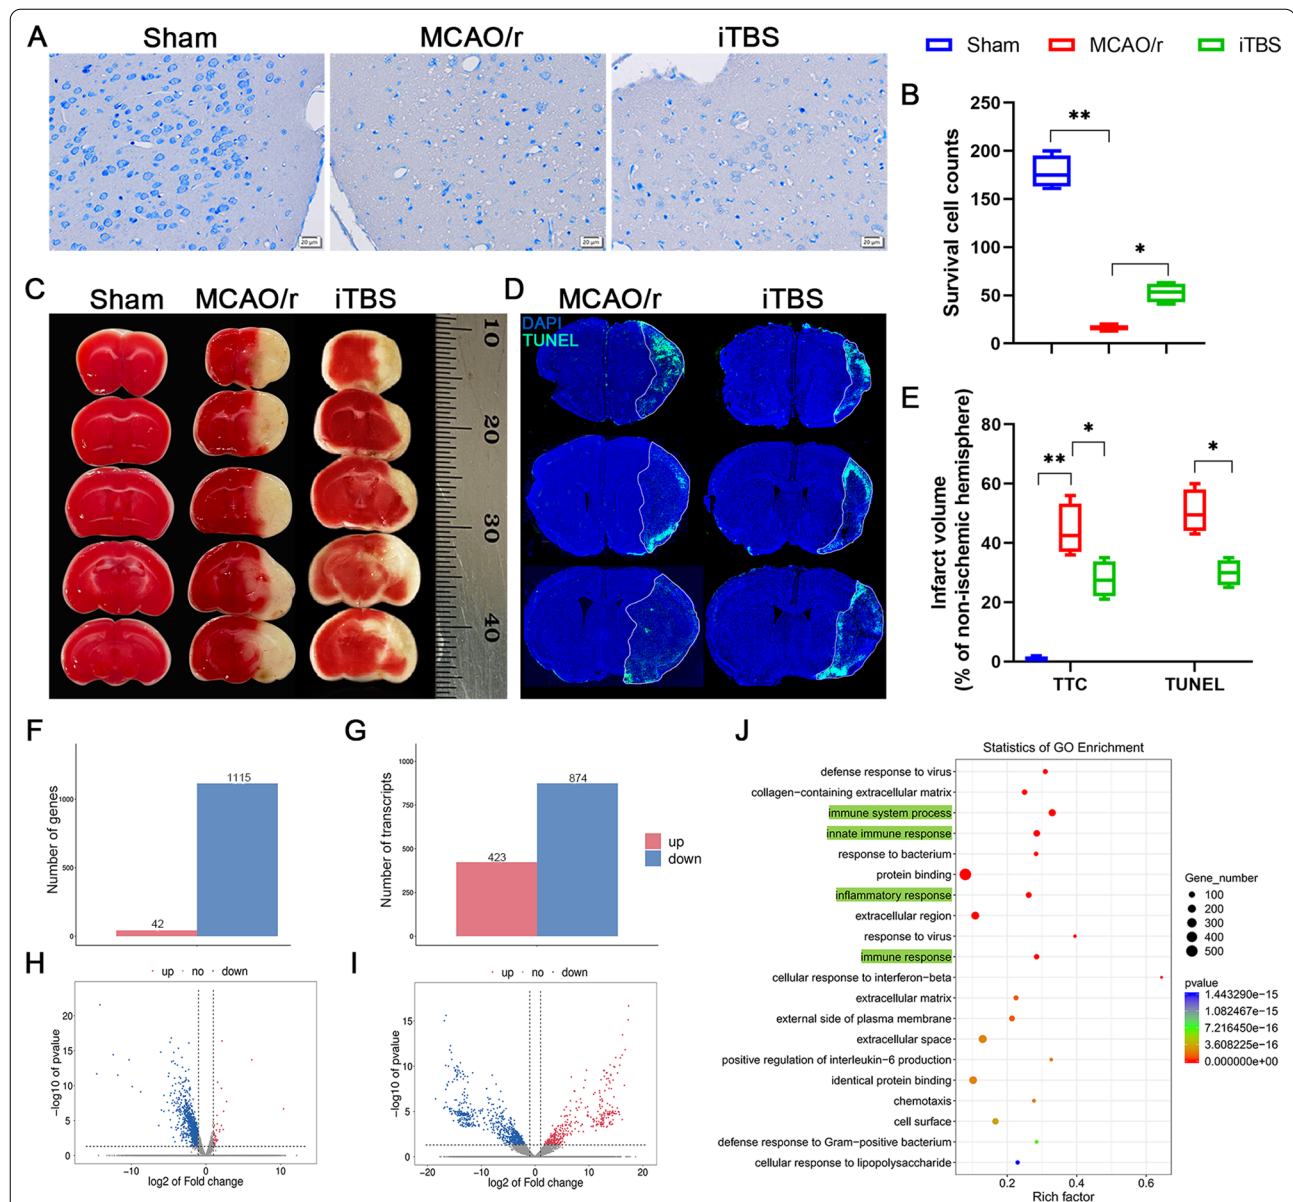 A
Sham
MCAO/r
iTBS
20 μm
20 μm
20 μm
Sham
MCAO/r
iTBS
B
Survival cell counts
250
200
150
100
50
0
**
*
C
Sham
MCAO/r
iTBS
10
20
30
40
D
MCAO/r
iTBS
DAPI
TUNEL
E
Infarct volume
(% of non-ischemic hemisphere)
80
60
40
20
0
**
*
*
TTC
TUNEL
F
Number of genes
1000
500
0
42
1115
G
Number of transcripts
1000
750
500
250
0
423
874
up
down
H
up
no
down
-log10 of pvalue
20
15
10
5
0
-10
0
10
log2 of Fold change
I
up
no
down
-log10 of pvalue
15
10
5
0
-20
-10
0
10
20
log2 of Fold change
J
Statistics of GO Enrichment
defense response to virus
collagen-containing extracellular matrix
immune system process
innate immune response
response to bacterium
protein binding
inflammatory response
extracellular region
response to virus
immune response
cellular response to interferon-beta
extracellular matrix
external side of plasma membrane
extracellular space
positive regulation of interleukin-6 production
identical protein binding
chemotaxis
cell surface
defense response to Gram-positive bacterium
cellular response to lipopolysaccharide
0.0
0.2
0.4
0.6
Rich factor
Gene_number
100
200
300
400
500
pvalue
1.443290e-15
1.082467e-15
7.216450e-16
3.608225e-16
0.000000e+00